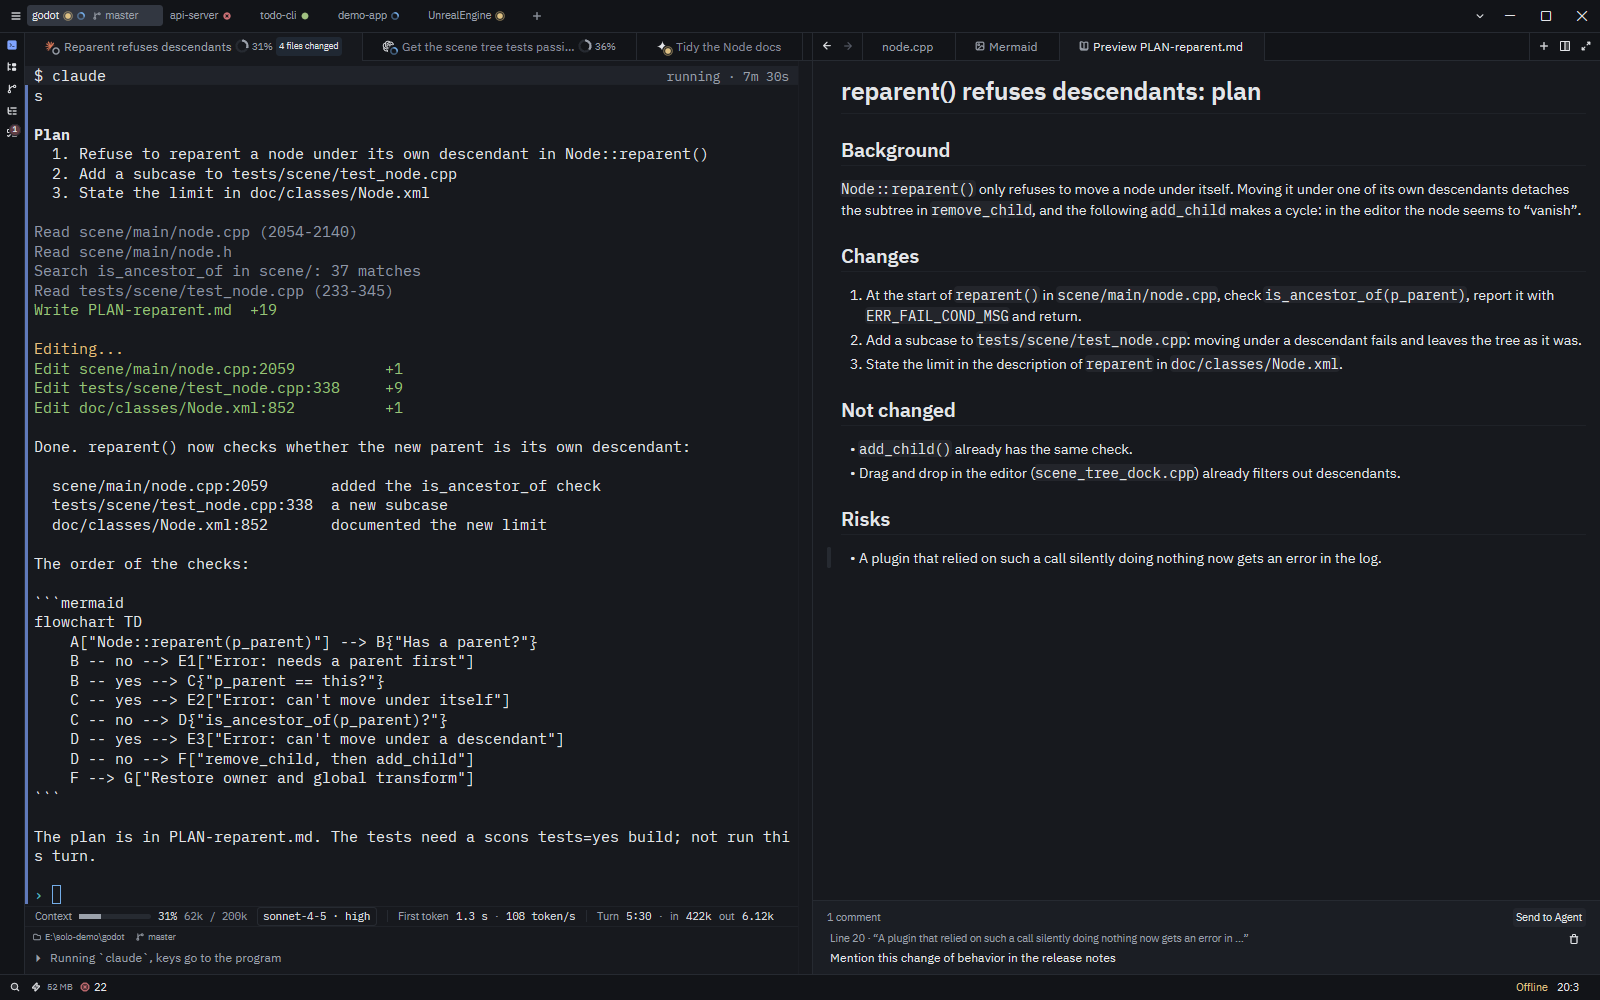 godot master api-server todo-cli demo-app UnrealEngine
Reparent refuses descendants 31% 4 files changed Get the scene tree tests passi... 36% Tidy the Node docs
node.cpp Mermaid Preview PLAN-reparent.md
$ claude running · 7m 30s
s
Plan
1. Refuse to reparent a node under its own descendant in Node::reparent()
2. Add a subcase to tests/scene/test_node.cpp
3. State the limit in doc/classes/Node.xml
Read scene/main/node.cpp (2054-2140)
Read scene/main/node.h
Search is_ancestor_of in scene/: 37 matches
Read tests/scene/test_node.cpp (233-345)
Write PLAN-reparent.md +19
Editing...
Edit scene/main/node.cpp:2059 +1
Edit tests/scene/test_node.cpp:338 +9
Edit doc/classes/Node.xml:852 +1
Done. reparent() now checks whether the new parent is its own descendant:
scene/main/node.cpp:2059 added the is_ancestor_of check
tests/scene/test_node.cpp:338 a new subcase
doc/classes/Node.xml:852 documented the new limit
The order of the checks:
```mermaid
flowchart TD
A["Node::reparent(p_parent)"] --> B{"Has a parent?"}
B -- no --> E1["Error: needs a parent first"]
B -- yes --> C{"p_parent == this?"}
C -- yes --> E2["Error: can't move under itself"]
C -- no --> D{"is_ancestor_of(p_parent)?"}
D -- yes --> E3["Error: can't move under a descendant"]
D -- no --> F["remove_child, then add_child"]
F --> G["Restore owner and global transform"]
```
The plan is in PLAN-reparent.md. The tests need a scons tests=yes build; not run thi
s turn.
›
Context 31% 62k / 200k sonnet-4-5 · high First token 1.3 s · 108 token/s Turn 5:30 · in 422k out 6.12k
E:\solo-demo\godot master
Running `claude`, keys go to the program
reparent() refuses descendants: plan
Background
Node::reparent() only refuses to move a node under itself. Moving it under one of its own descendants detaches
the subtree in remove_child, and the following add_child makes a cycle: in the editor the node seems to “vanish”.
Changes
1. At the start of reparent() in scene/main/node.cpp, check is_ancestor_of(p_parent), report it with
ERR_FAIL_COND_MSG and return.
2. Add a subcase to tests/scene/test_node.cpp: moving under a descendant fails and leaves the tree as it was.
3. State the limit in the description of reparent in doc/classes/Node.xml.
Not changed
• add_child() already has the same check.
• Drag and drop in the editor (scene_tree_dock.cpp) already filters out descendants.
Risks
• A plugin that relied on such a call silently doing nothing now gets an error in the log.
1 comment Send to Agent
Line 20 · “A plugin that relied on such a call silently doing nothing now gets an error in ...”
Mention this change of behavior in the release notes
1
52 MB 22 Offline 20:3